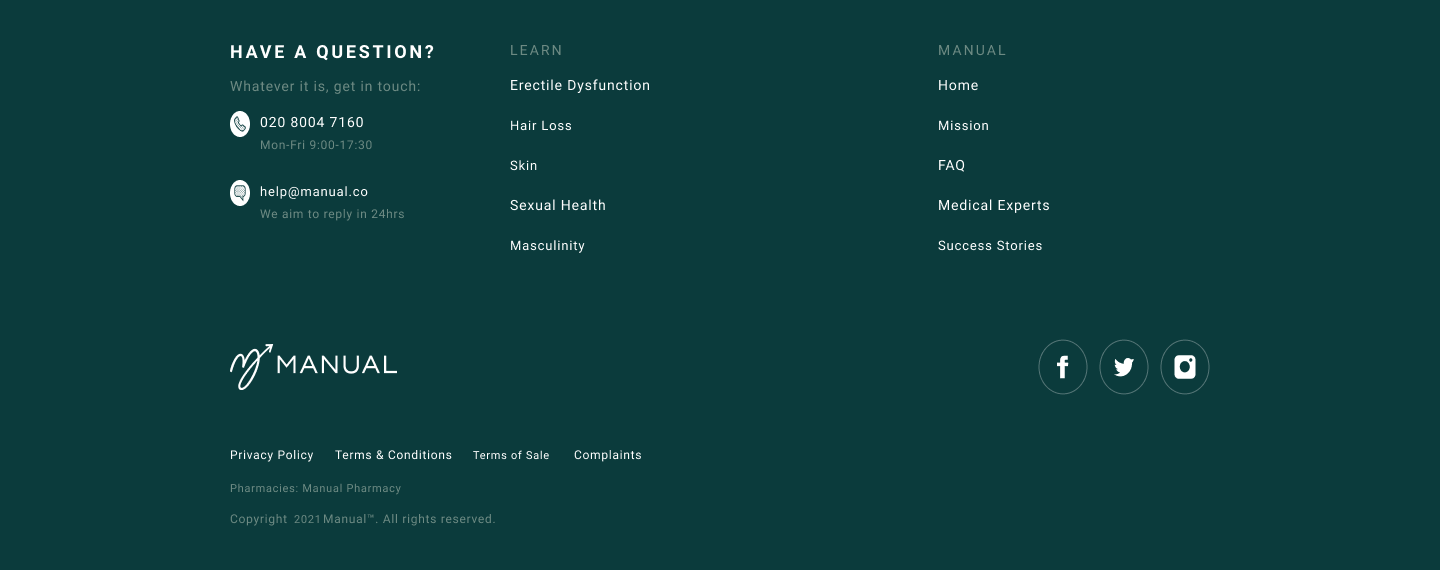 HAVE A QUESTION?
Whatever it is, get in touch:
020 8004 7160
Mon-Fri 9:00-17:30
help@manual.co
We aim to reply in 24hrs
LEARN
Erectile Dysfunction
Hair Loss
Skin
Sexual Health
Masculinity
MANUAL
Home
Mission
FAQ
Medical Experts
Success Stories
MANUAL
Privacy Policy Terms & Conditions Terms of Sale Complaints
Pharmacies: Manual Pharmacy
Copyright 2021 Manual™. All rights reserved.